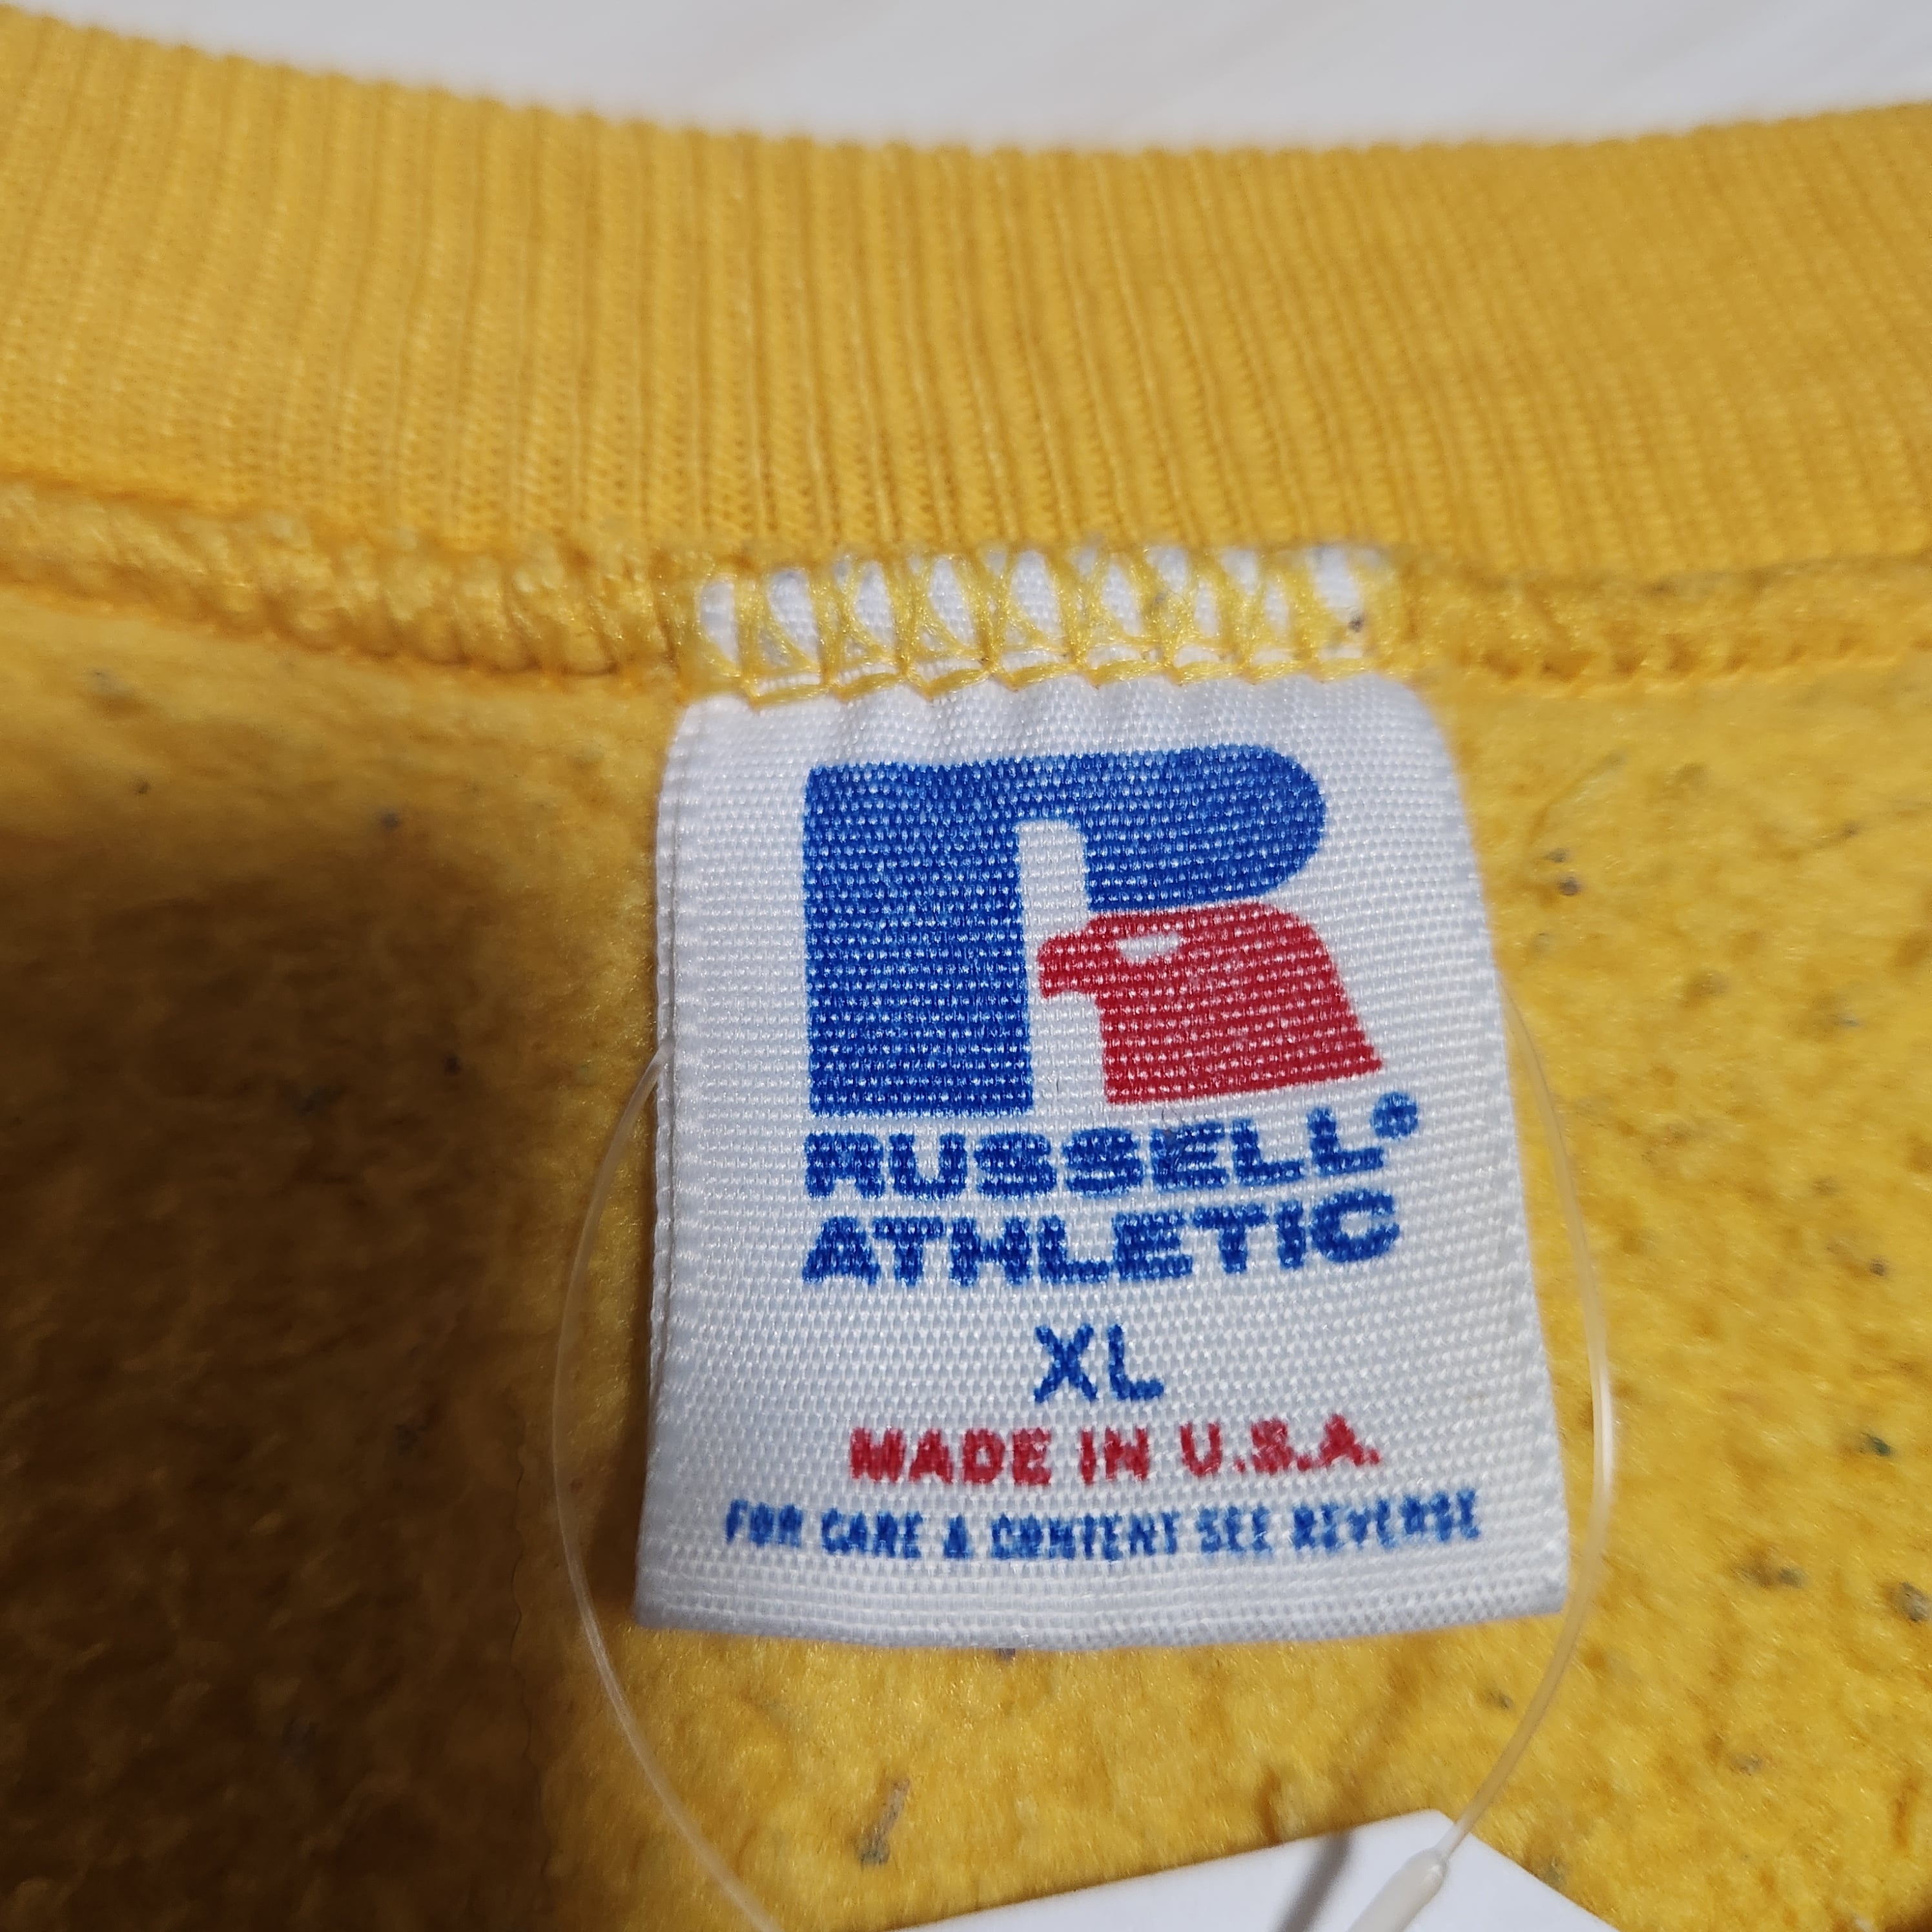 R
RUSSELL®
ATHLETIC
XL
MADE IN U.S.A.
FOR CARE & CONTENT SEE REVERSE